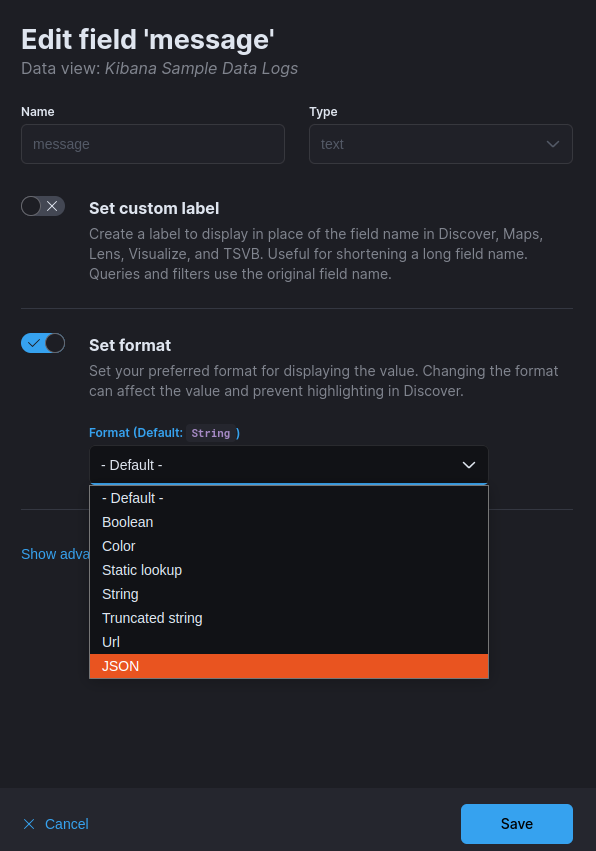 Edit field 'message'
Data view: Kibana Sample Data Logs
Name
Type
message
text
Set custom label
Create a label to display in place of the field name in Discover, Maps,
Lens, Visualize, and TSVB. Useful for shortening a long field name.
Queries and filters use the original field name.
Set format
Set your preferred format for displaying the value. Changing the format
can affect the value and prevent highlighting in Discover.
Format (Default: String )
- Default -
- Default -
Boolean
Color
Static lookup
String
Truncated string
Url
JSON
Show adva
Cancel
Save